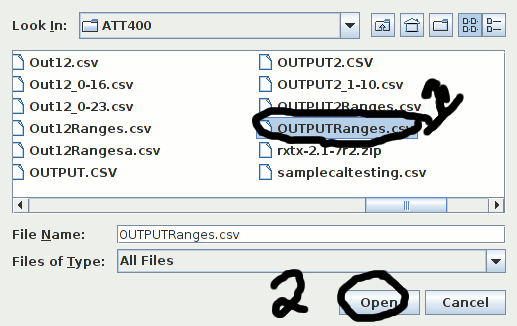 Look In: ATT400
Out12.csv OUTPUT2.CSV
Out12_0-16.csv OUTPUT2_1-10.csv
Out12_0-23.csv OUTPUT2Ranges.csv
Out12Ranges.csv OUTPUTRanges.csv
Out12Rangesa.csv rxtx-2.1-7r2.zip
OUTPUT.CSV samplecaltesting.csv
File Name: OUTPUTRanges.csv
Files of Type: All Files
2 Open Cancel